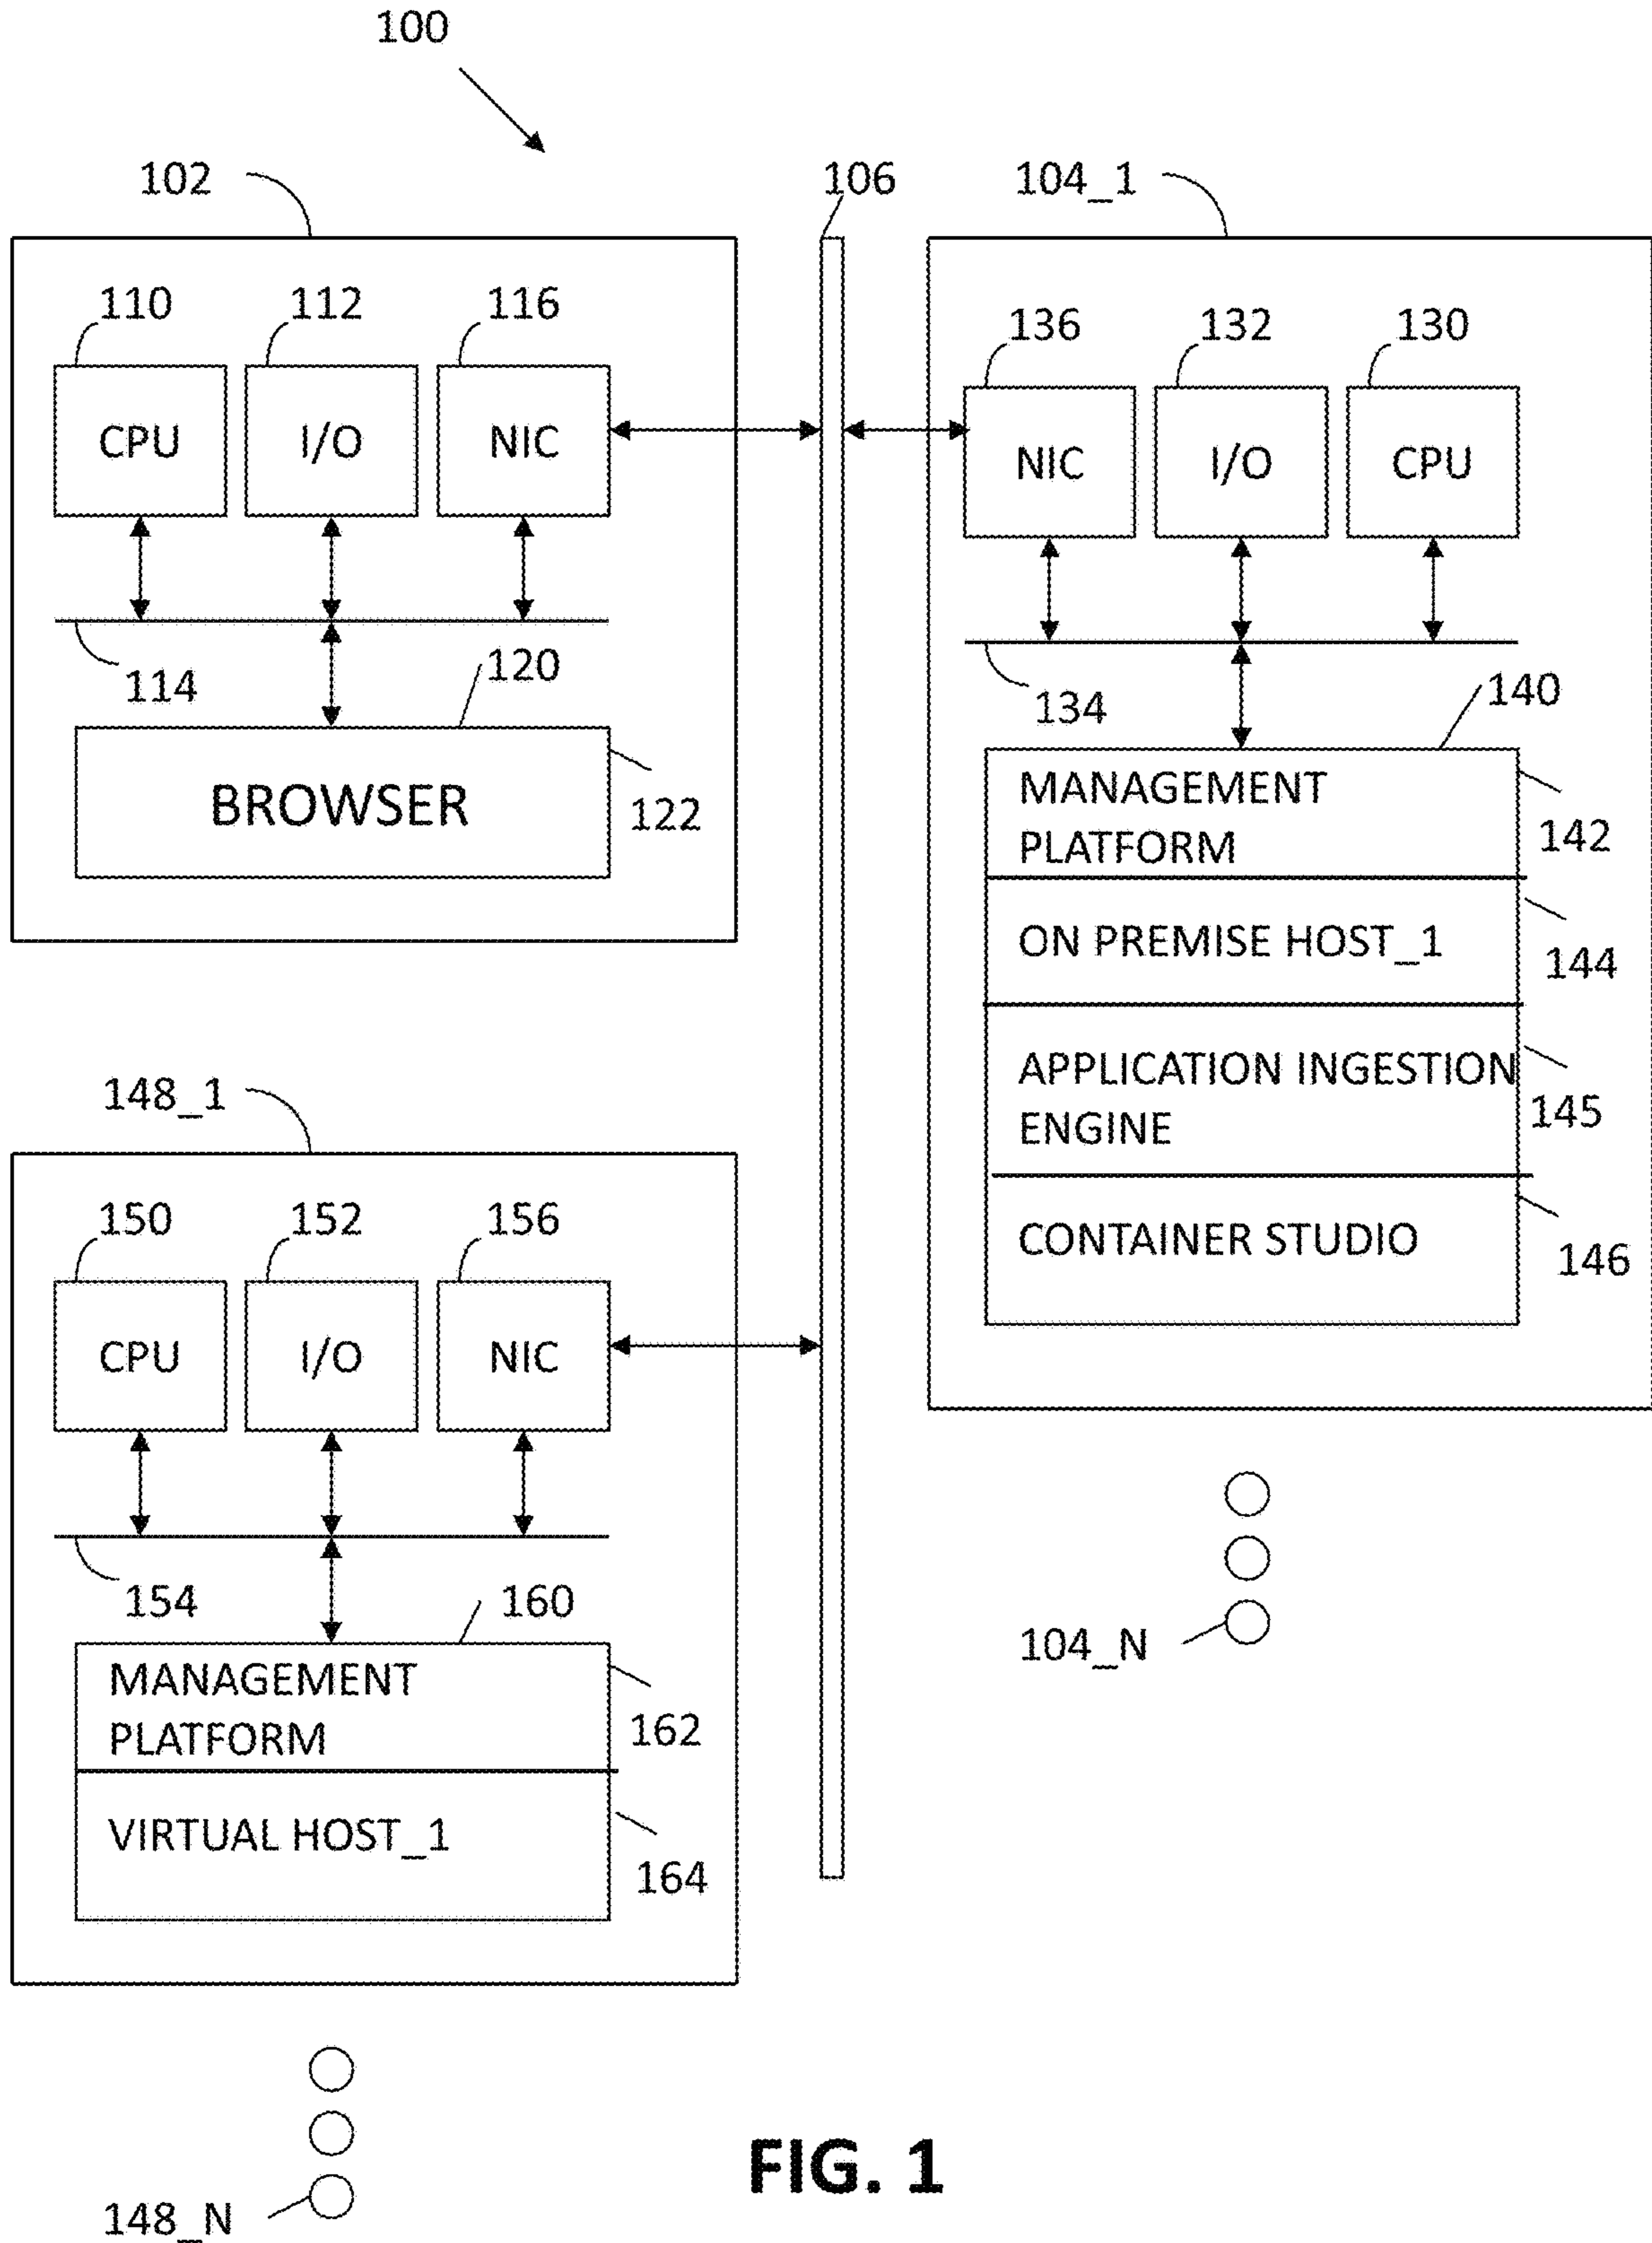 100
102
106
104_1
110
112
116
136
132
130
CPU
I/O
NIC
NIC
I/O
CPU
114
120
134
140
BROWSER
122
MANAGEMENT
PLATFORM
142
ON PREMISE HOST_1
144
APPLICATION INGESTION
ENGINE
145
CONTAINER STUDIO
146
148_1
150
152
156
CPU
I/O
NIC
154
160
MANAGEMENT
PLATFORM
162
VIRTUAL HOST_1
164
104_N
148_N
FIG. 1